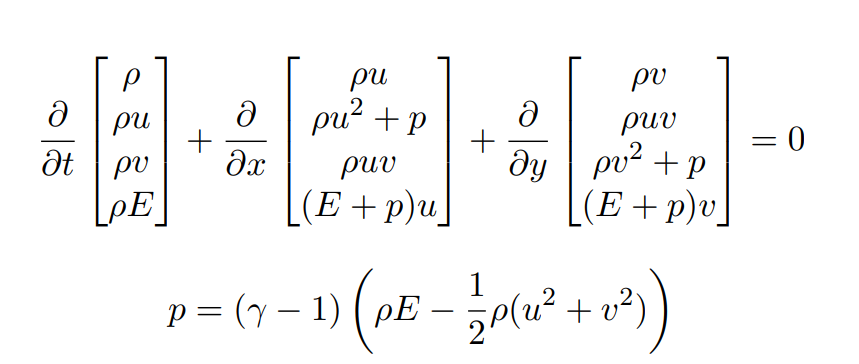 ∂/∂t [ρ; ρu; ρv; ρE] + ∂/∂x [ρu; ρu² + p; ρuv; (E + p)u] + ∂/∂y [ρv; ρuv; ρv² + p; (E + p)v] = 0
p = (γ − 1) (ρE − 1/2 ρ(u² + v²))